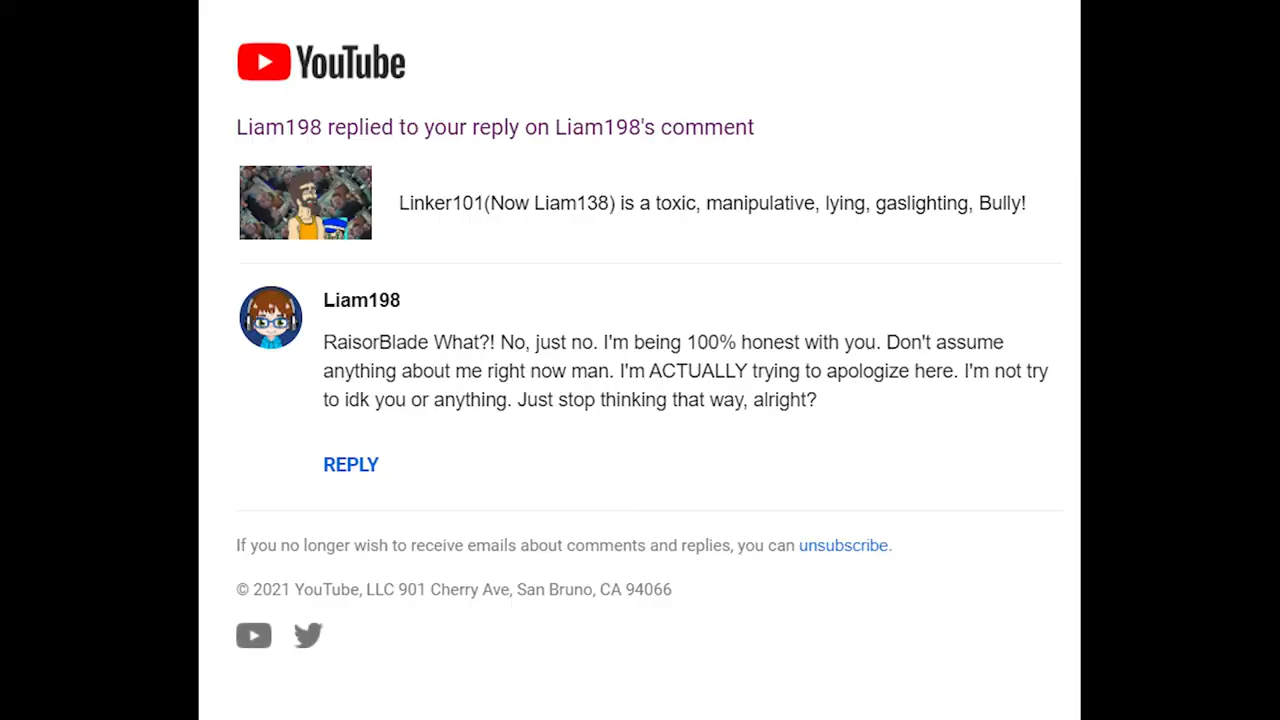 YouTube
Liam198 replied to your reply on Liam198's comment
Linker101(Now Liam138) is a toxic, manipulative, lying, gaslighting, Bully!
Liam198
RaisorBlade What?! No, just no. I'm being 100% honest with you. Don't assume
anything about me right now man. I'm ACTUALLY trying to apologize here. I'm not try
to idk you or anything. Just stop thinking that way, alright?
REPLY
If you no longer wish to receive emails about comments and replies, you can unsubscribe.
© 2021 YouTube, LLC 901 Cherry Ave, San Bruno, CA 94066